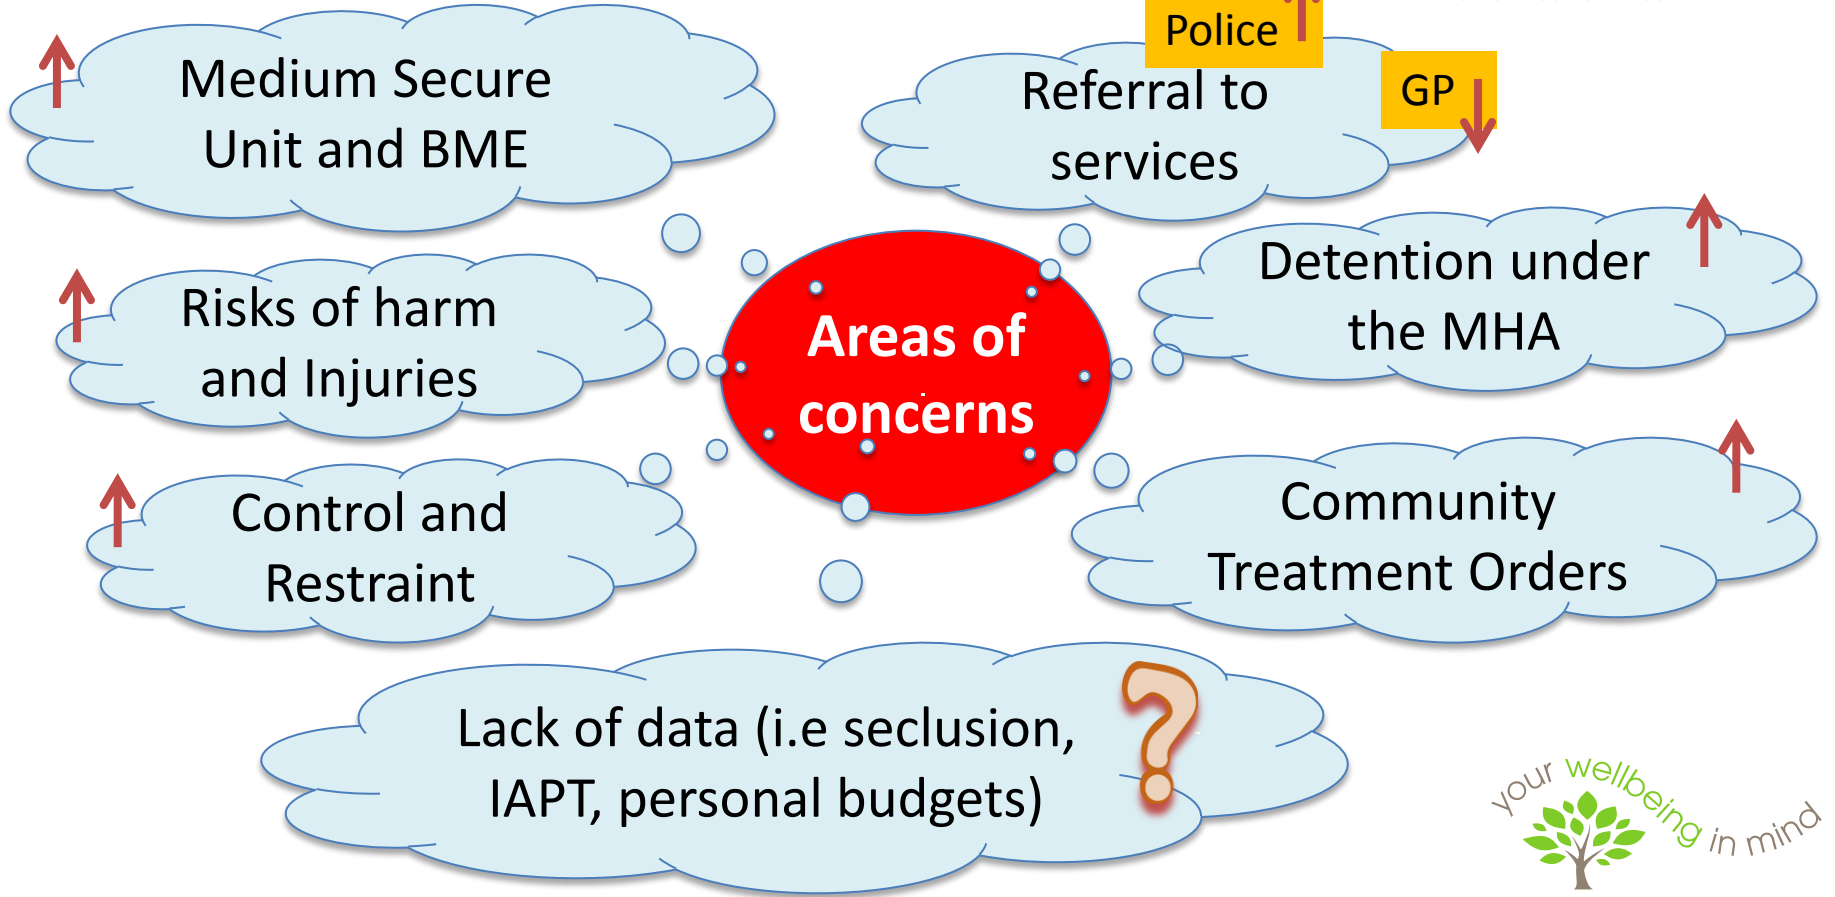 Police
GP
Medium Secure
Unit and BME
Referral to
services
Risks of harm
and Injuries
Areas of
concerns
Detention under
the MHA
Control and
Restraint
Community
Treatment Orders
Lack of data (i.e seclusion,
IAPT, personal budgets)
?
your wellbeing in mind